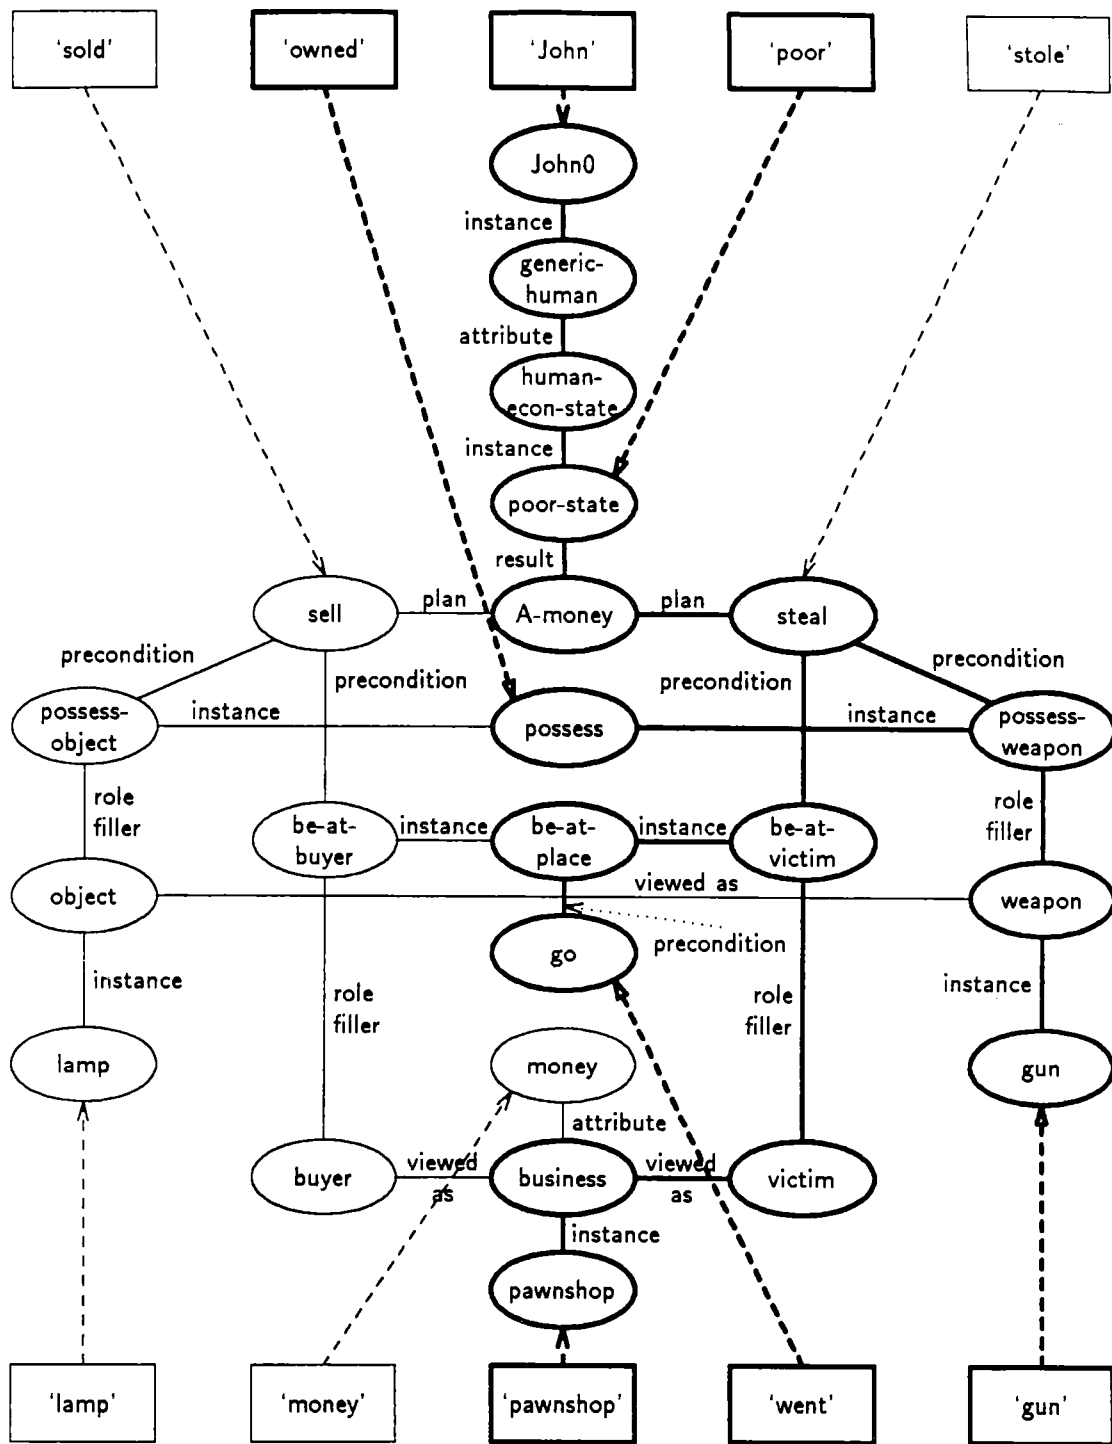 ‘sold’ ‘owned’ ‘John’ ‘poor’ ‘stole’
John0
instance
generic-
human
attribute
human-
econ-state
instance
poor-state
result
sell plan A-money plan steal
precondition precondition precondition precondition
possess-
object
instance possess instance
possess-
weapon
role
filler
role
filler
be-at-
buyer
instance
be-at-
place
instance
be-at-
victim
object viewed as weapon
precondition
go
instance instance
role
filler
role
filler
lamp money gun
attribute
buyer
viewed
as
business
viewed
as
victim
instance
pawnshop
‘lamp’ ‘money’ ‘pawnshop’ ‘went’ ‘gun’